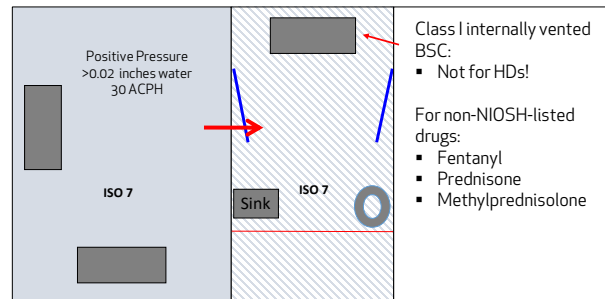 Positive Pressure
>0.02 inches water
30 ACPH
ISO 7
ISO 7
Sink
Class I internally vented
BSC:
▪ Not for HDs!
For non-NIOSH-listed
drugs:
▪ Fentanyl
▪ Prednisone
▪ Methylprednisolone